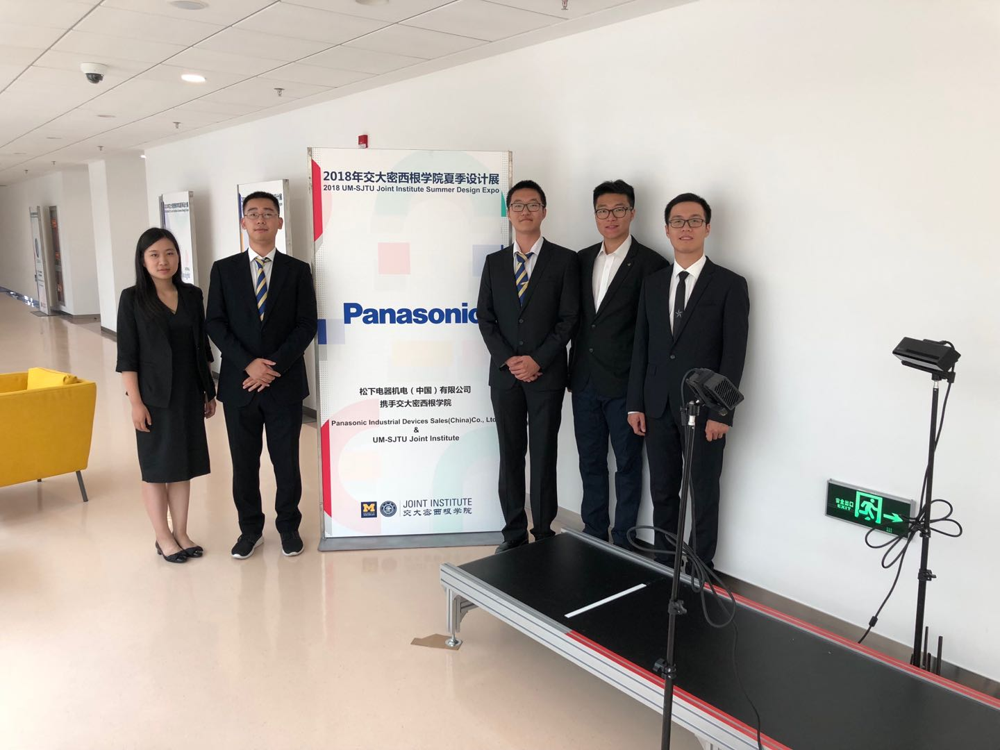 2018年交大密西根学院夏季设计展
2018 UM-SJTU Joint Institute Summer Design Expo
Panasonic
松下电器机电（中国）有限公司
携手交大密西根学院
Panasonic Industrial Devices Sales(China)Co., Ltd
&
UM-SJTU Joint Institute
M
JOINT INSTITUTE
交大密西根学院
安全出口
EXIT